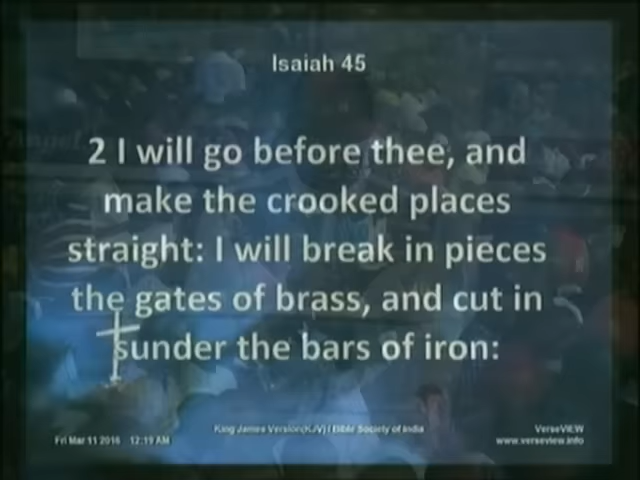 Isaiah 45
2 I will go before thee, and
make the crooked places
straight: I will break in pieces
the gates of brass, and cut in
sunder the bars of iron:
King James Version(KJV) / Bible Society of India
VerseVIEW
Fri Mar 11 2016 12:19 AM
www.verseview.info